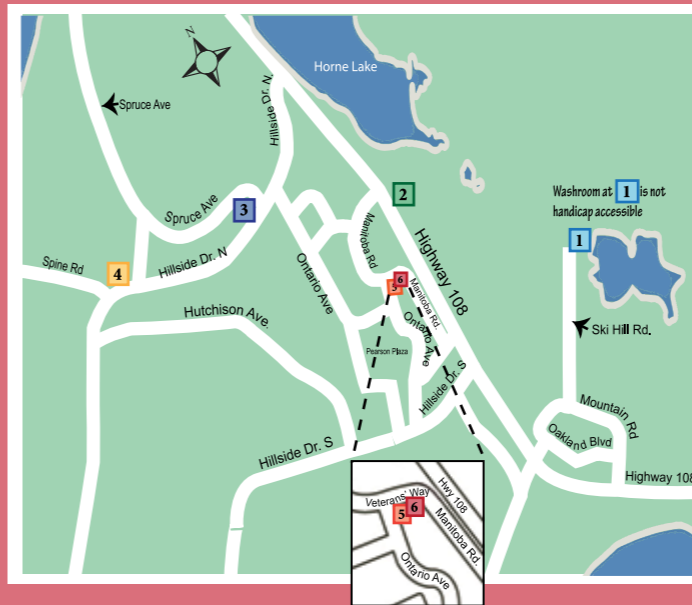 N
Horne Lake
Spruce Ave
Hillside Dr. N.
Washroom at 1 is not
handicap accessible
2
3
1
Spruce Ave
Manitoba Rd
Highway 108
Spine Rd
4
Hillside Dr. N
Ontario Ave
6
5
Manitoba Rd.
Hutchison Ave.
Ontario Ave
Ski Hill Rd.
Pearson Plaza
Hillside Dr. S
Mountain Rd
Oakland Blvd
Hillside Dr. S
Highway 108
Veterans' Way
Hwy 108
6
5
Manitoba Rd.
Ontario Ave